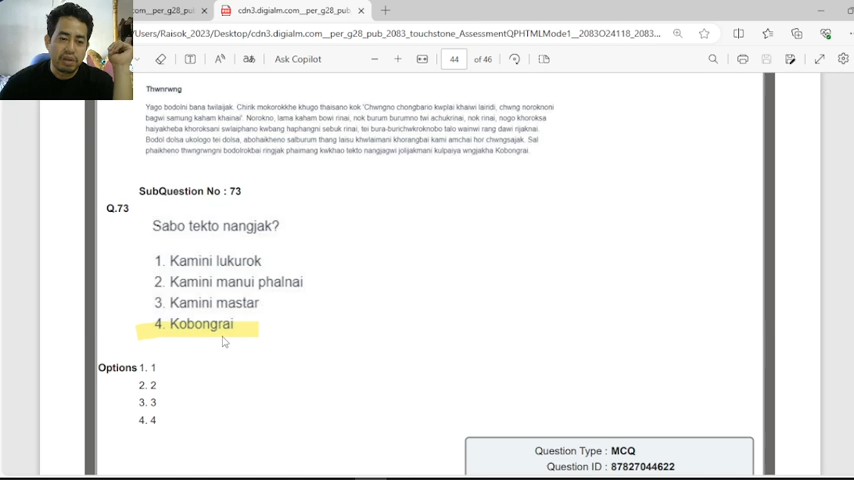 com__per_g28_pub_
cdn3.digialm.com__per_g28_pub_
/Users/Raisok_2023/Desktop/cdn3.digialm.com__per_g28_pub_2083_touchstone_AssessmentQPHTMLMode1__2083O24118_2083...
Ask Copilot
44 of 46
Thwnrwng
Yago bodolni bana twilaijak. Chirik mokorokkhe khugo thaisano kok 'Chwngno chongbario kwplai khaiwi lairidi, chwng noroknoni
bagwi samung kaham khainai'. Norokno, lama kaham bowi rinai, nok burum burumno twi achukrinai, nok rinai, nogo khoroksa
haiyakheba khoroksani swlaiphano kwbang haphangni sebuk rinai, tei bura-burichwkroknobo talo wainwi rang dawi rijaknai.
Bodol dolsa ukologo tei dolsa, abohaikheno salburum thang laisu khwlaimani khorangbai kami amchai hor chwngsajak. Sal
phaikheno thwngrwngni bodolrokbai ringjak phaimang kwkhao tekto nangjagwi jolijakmani kulpaiya wngjakha Kobongrai.
SubQuestion No : 73
Q.73
Sabo tekto nangjak?
1. Kamini lukurok
2. Kamini manui phalnai
3. Kamini mastar
4. Kobongrai
Options 1. 1
2. 2
3. 3
4. 4
Question Type : MCQ
Question ID : 87827044622